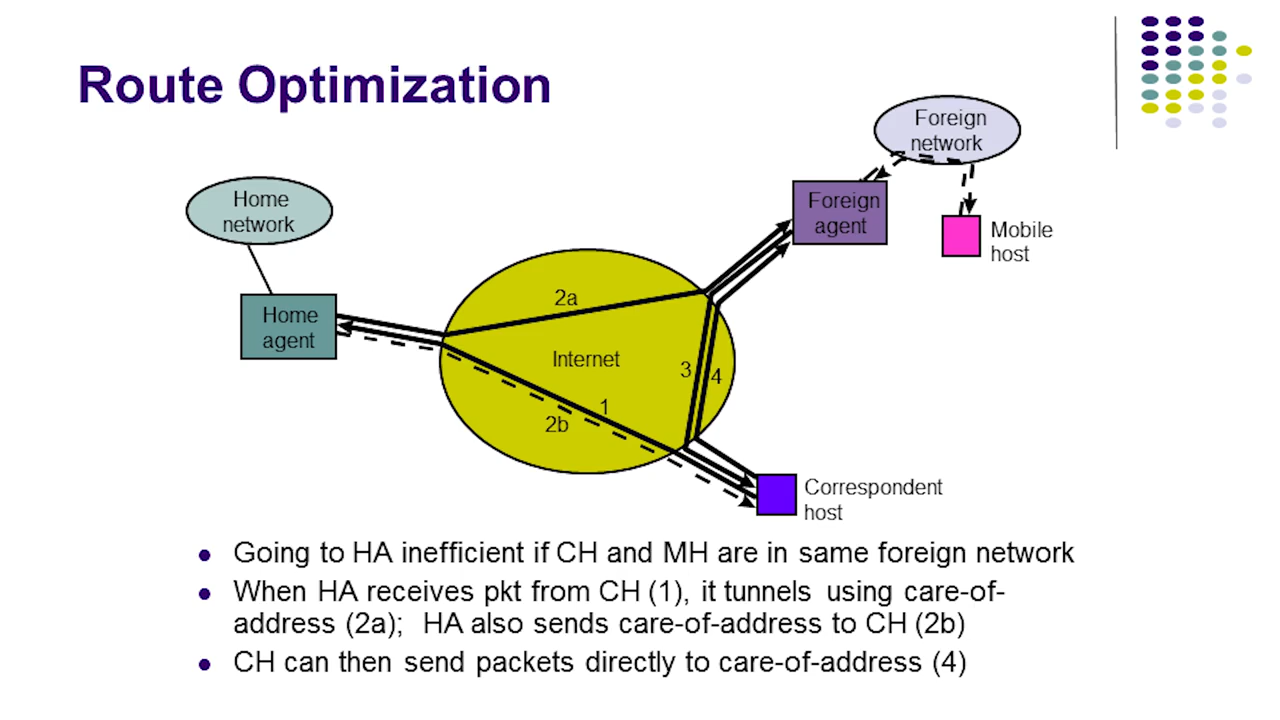 Route Optimization
Foreign
network
Home
network
Foreign
agent
Mobile
host
Home
agent
2a
Internet
3
4
1
2b
Correspondent
host
Going to HA inefficient if CH and MH are in same foreign network
When HA receives pkt from CH (1), it tunnels using care-of-
address (2a); HA also sends care-of-address to CH (2b)
CH can then send packets directly to care-of-address (4)